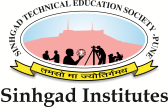 SINHGAD TECHNICAL EDUCATION SOCIETY • PUNE
तमसो मा ज्योतिर्गमय
Sinhgad Institutes